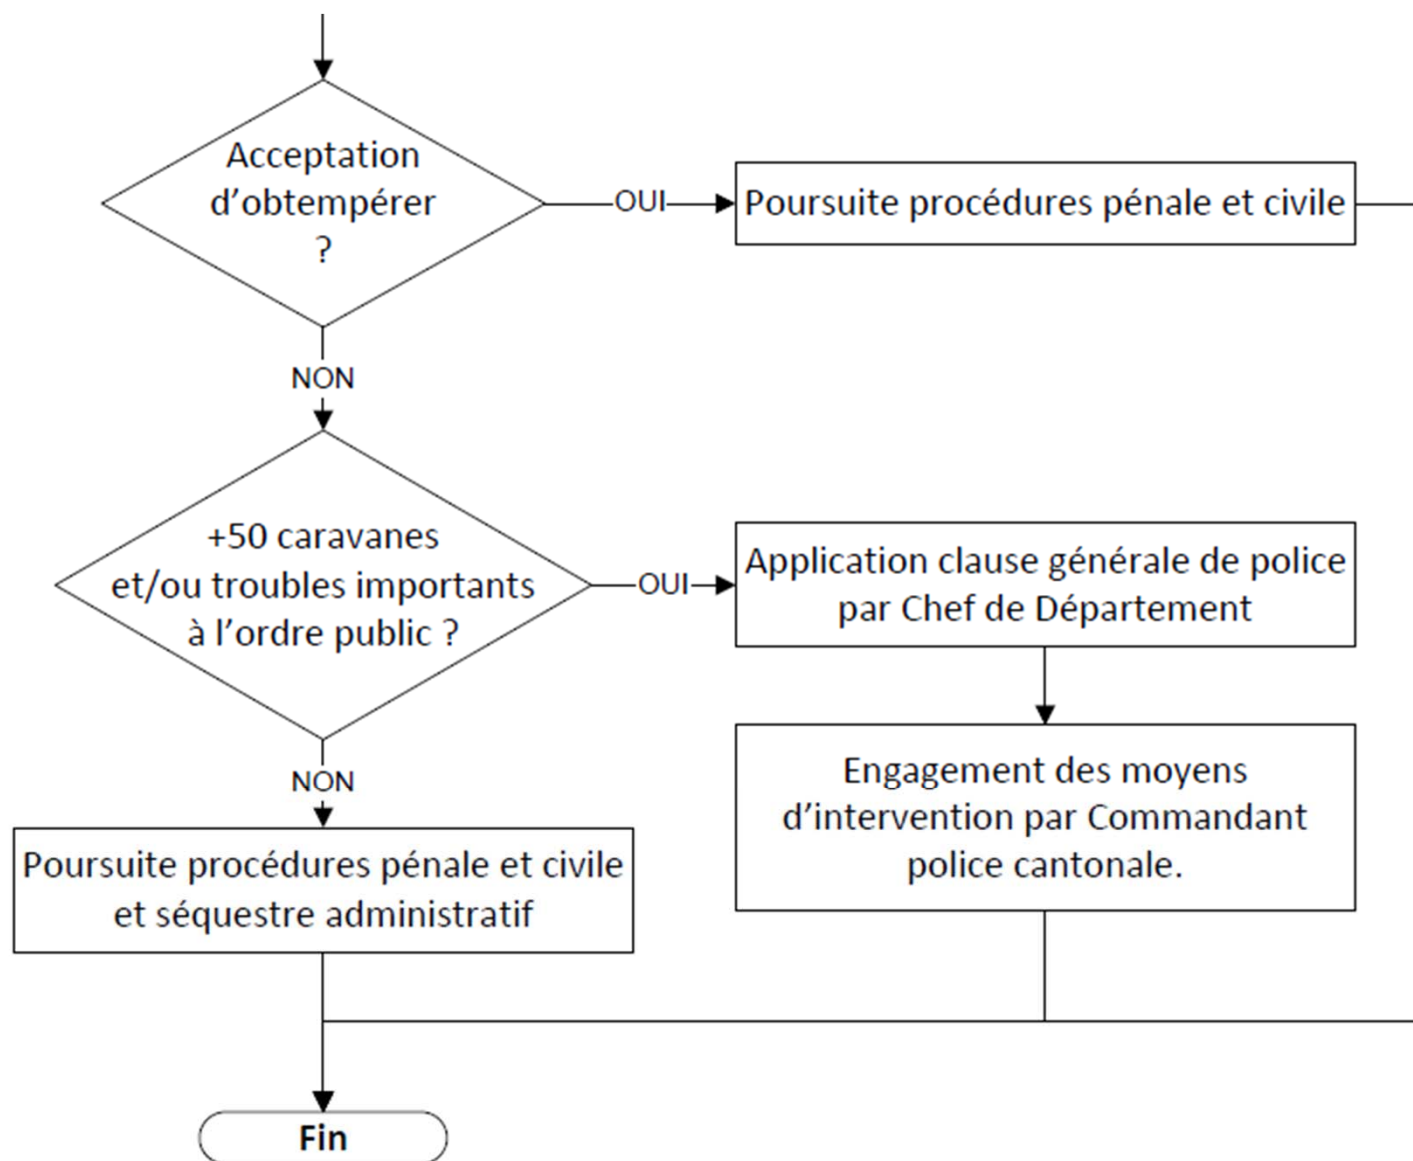 Acceptation
d’obtempérer
?
OUI
Poursuite procédures pénale et civile
NON
+50 caravanes
et/ou troubles importants
à l’ordre public ?
OUI
Application clause générale de police
par Chef de Département
NON
Engagement des moyens
d’intervention par Commandant
police cantonale.
Poursuite procédures pénale et civile
et séquestre administratif
Fin